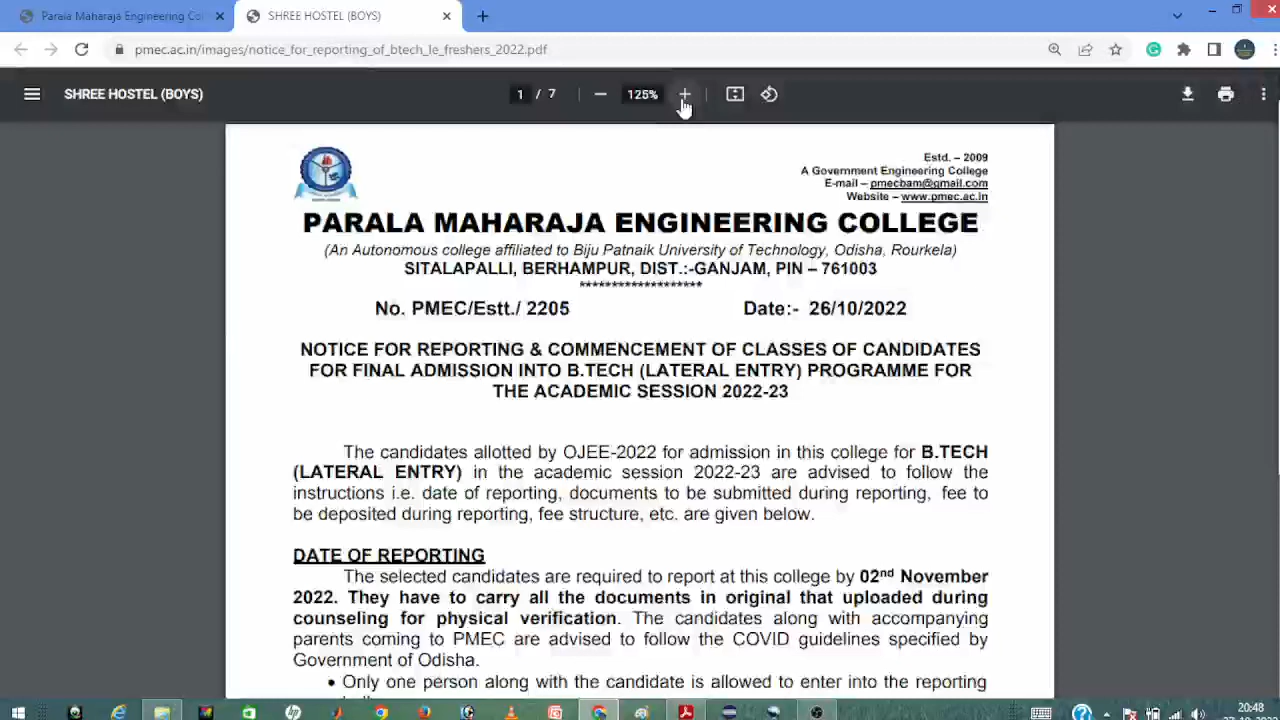 Parala Maharaja Engineering Co
SHREE HOSTEL (BOYS)
pmec.ac.in/images/notice_for_reporting_of_btech_le_freshers_2022.pdf
SHREE HOSTEL (BOYS)
1 / 7
125%
Estd. – 2009
A Government Engineering College
E-mail – pmecbam@gmail.com
Website – www.pmec.ac.in
PARALA MAHARAJA ENGINEERING COLLEGE
(An Autonomous college affiliated to Biju Patnaik University of Technology, Odisha, Rourkela)
SITALAPALLI, BERHAMPUR, DIST.:-GANJAM, PIN – 761003
*******************
No. PMEC/Estt./ 2205 Date:- 26/10/2022
NOTICE FOR REPORTING & COMMENCEMENT OF CLASSES OF CANDIDATES
FOR FINAL ADMISSION INTO B.TECH (LATERAL ENTRY) PROGRAMME FOR
THE ACADEMIC SESSION 2022-23
The candidates allotted by OJEE-2022 for admission in this college for B.TECH
(LATERAL ENTRY) in the academic session 2022-23 are advised to follow the
instructions i.e. date of reporting, documents to be submitted during reporting, fee to
be deposited during reporting, fee structure, etc. are given below.
DATE OF REPORTING
The selected candidates are required to report at this college by 02nd November
2022. They have to carry all the documents in original that uploaded during
counseling for physical verification. The candidates along with accompanying
parents coming to PMEC are advised to follow the COVID guidelines specified by
Government of Odisha.
• Only one person along with the candidate is allowed to enter into the reporting
20:48